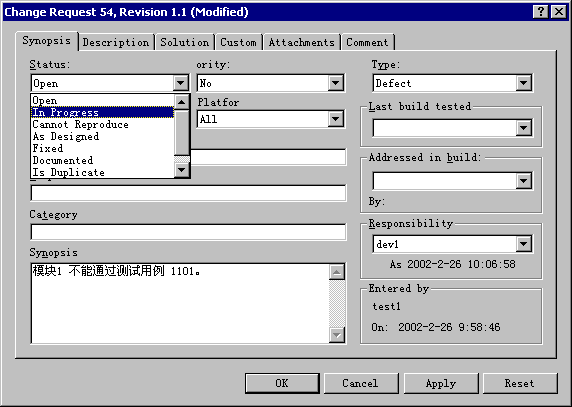 Change Request 54, Revision 1.1 (Modified)
Synopsis
Description
Solution
Custom
Attachments
Comment
Status:
ority:
Type:
Open
No
Defect
Open
In Progress
Cannot Reproduce
As Designed
Fixed
Documented
Is Duplicate
Platfor
All
Last build tested
Addressed in build:
By:
Category
Responsibility
dev1
As 2002-2-26 10:06:58
Synopsis
模块1 不能通过测试用例 1101。
Entered by
test1
On: 2002-2-26 9:58:46
OK
Cancel
Apply
Reset